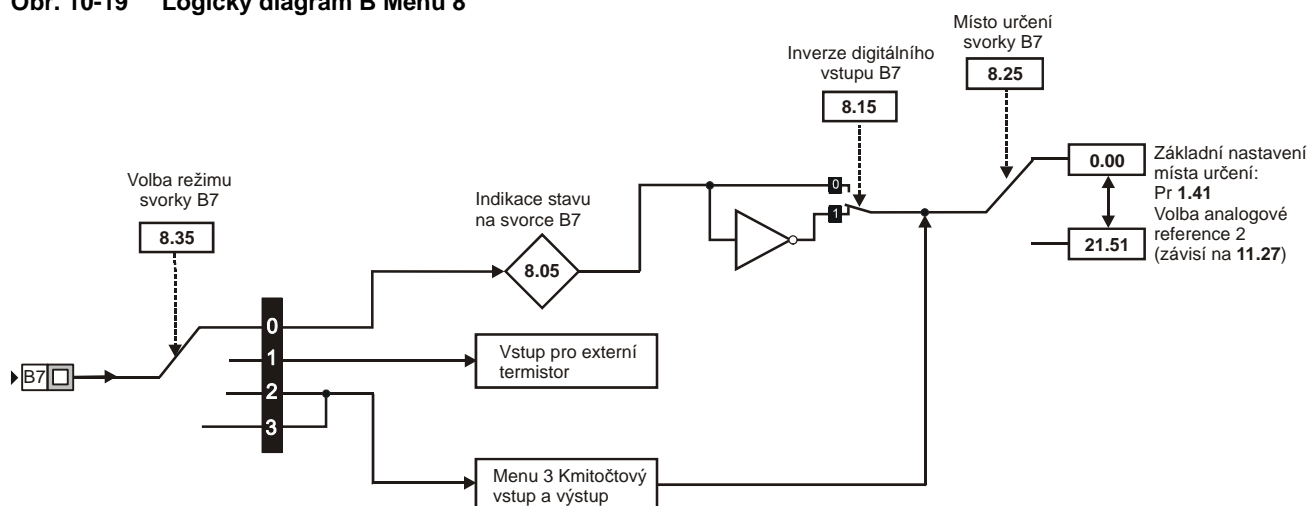 Obr. 10-19 Logický diagram B Menu 8
Místo určení
svorky B7
8.25
Inverze digitálního
vstupu B7
8.15
Volba režimu
svorky B7
8.35
Indikace stavu
na svorce B7
8.05
0
1
0.00
21.51
Základní nastavení
místa určení:
Pr 1.41
Volba analogové
reference 2
(závisí na 11.27)
B7
0
1
2
3
Vstup pro externí
termistor
Menu 3 Kmitočtový
vstup a výstup